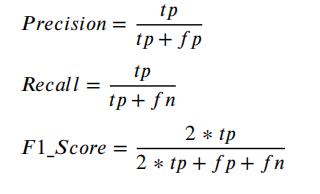 Precision = tp / tp + fp
Recall = tp / tp + fn
F1_Score = 2 * tp / 2 * tp + fp + fn